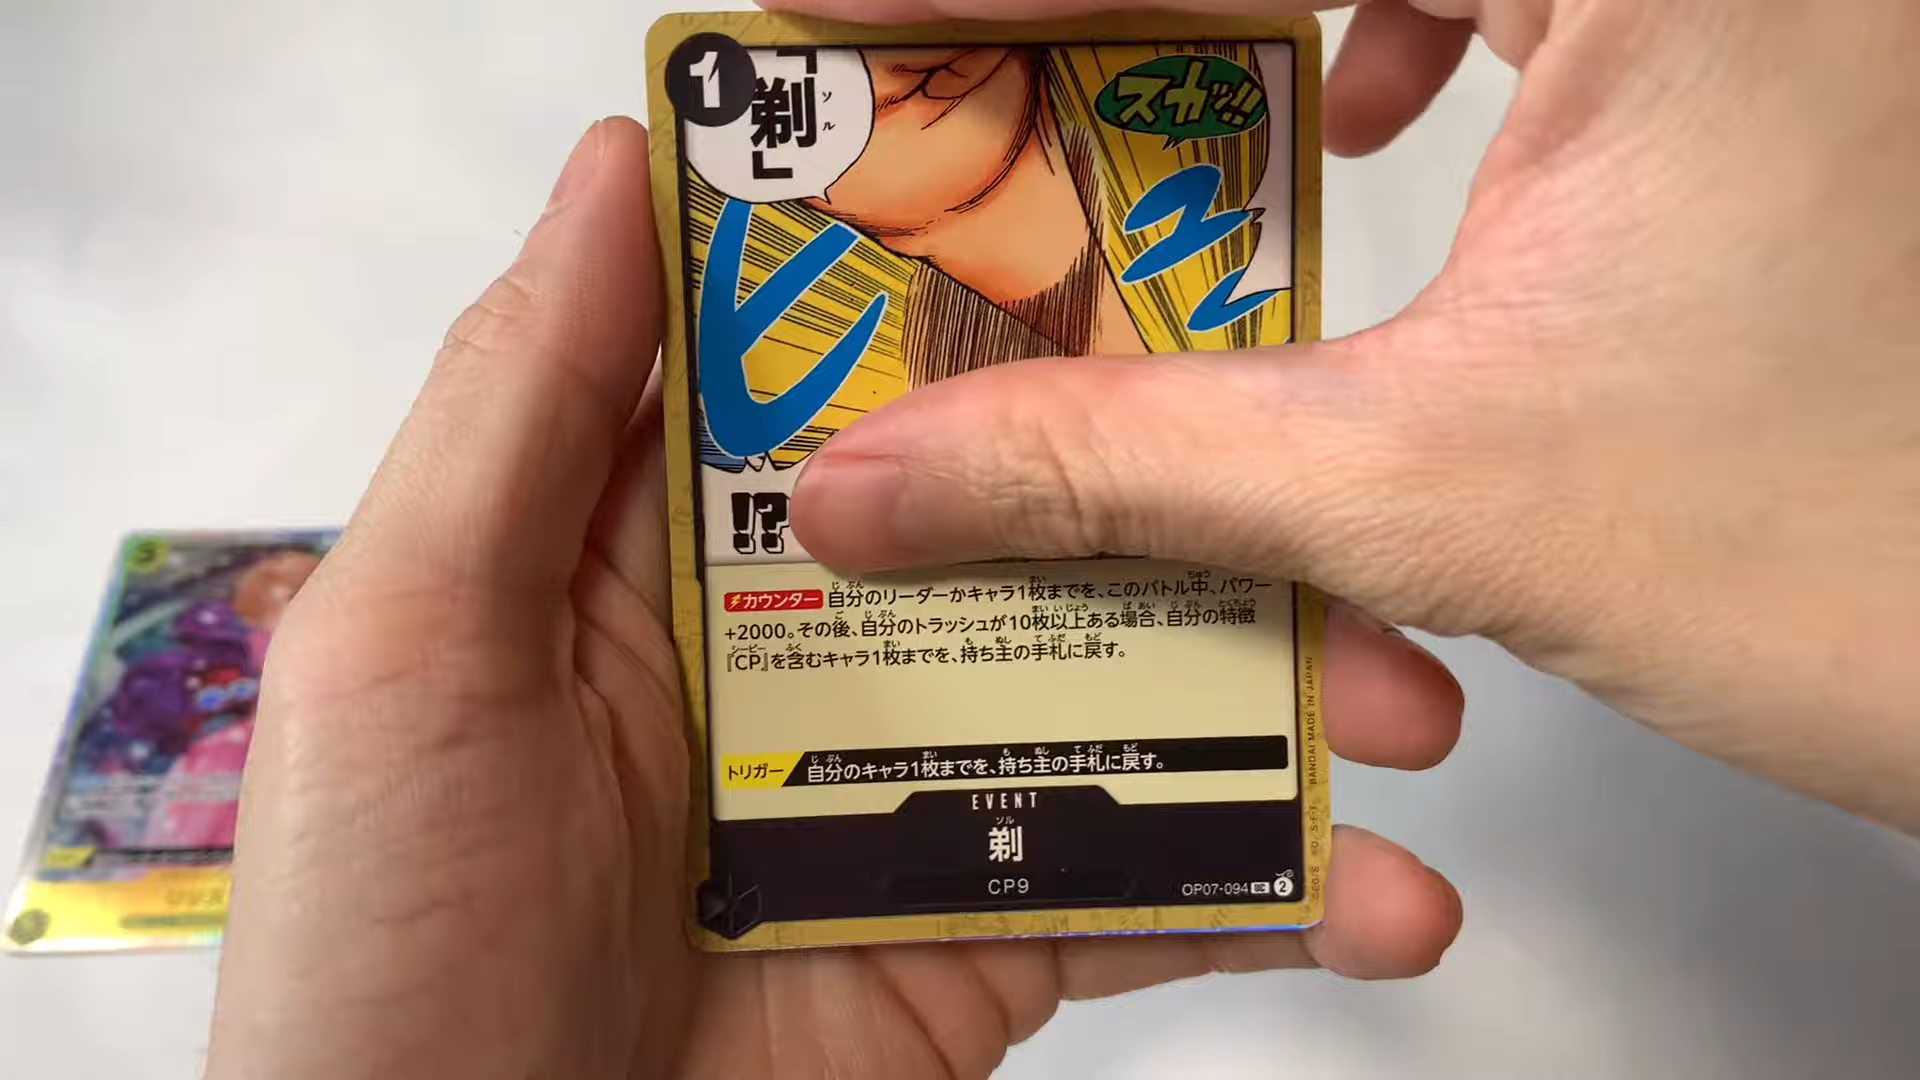 1
「剃」
ソル
スカッ!!
ヒュ
!?
カウンター 自分のリーダーかキャラ1枚までを、このバトル中、パワー
+2000。その後、自分のトラッシュが10枚以上ある場合、自分の特徴
『CP』を含むキャラ1枚までを、持ち主の手札に戻す。
トリガー 自分のキャラ1枚までを、持ち主の手札に戻す。
EVENT
ソル
剃
CP9
OP07-094 UC 2
BANDAI MADE IN JAPAN
3